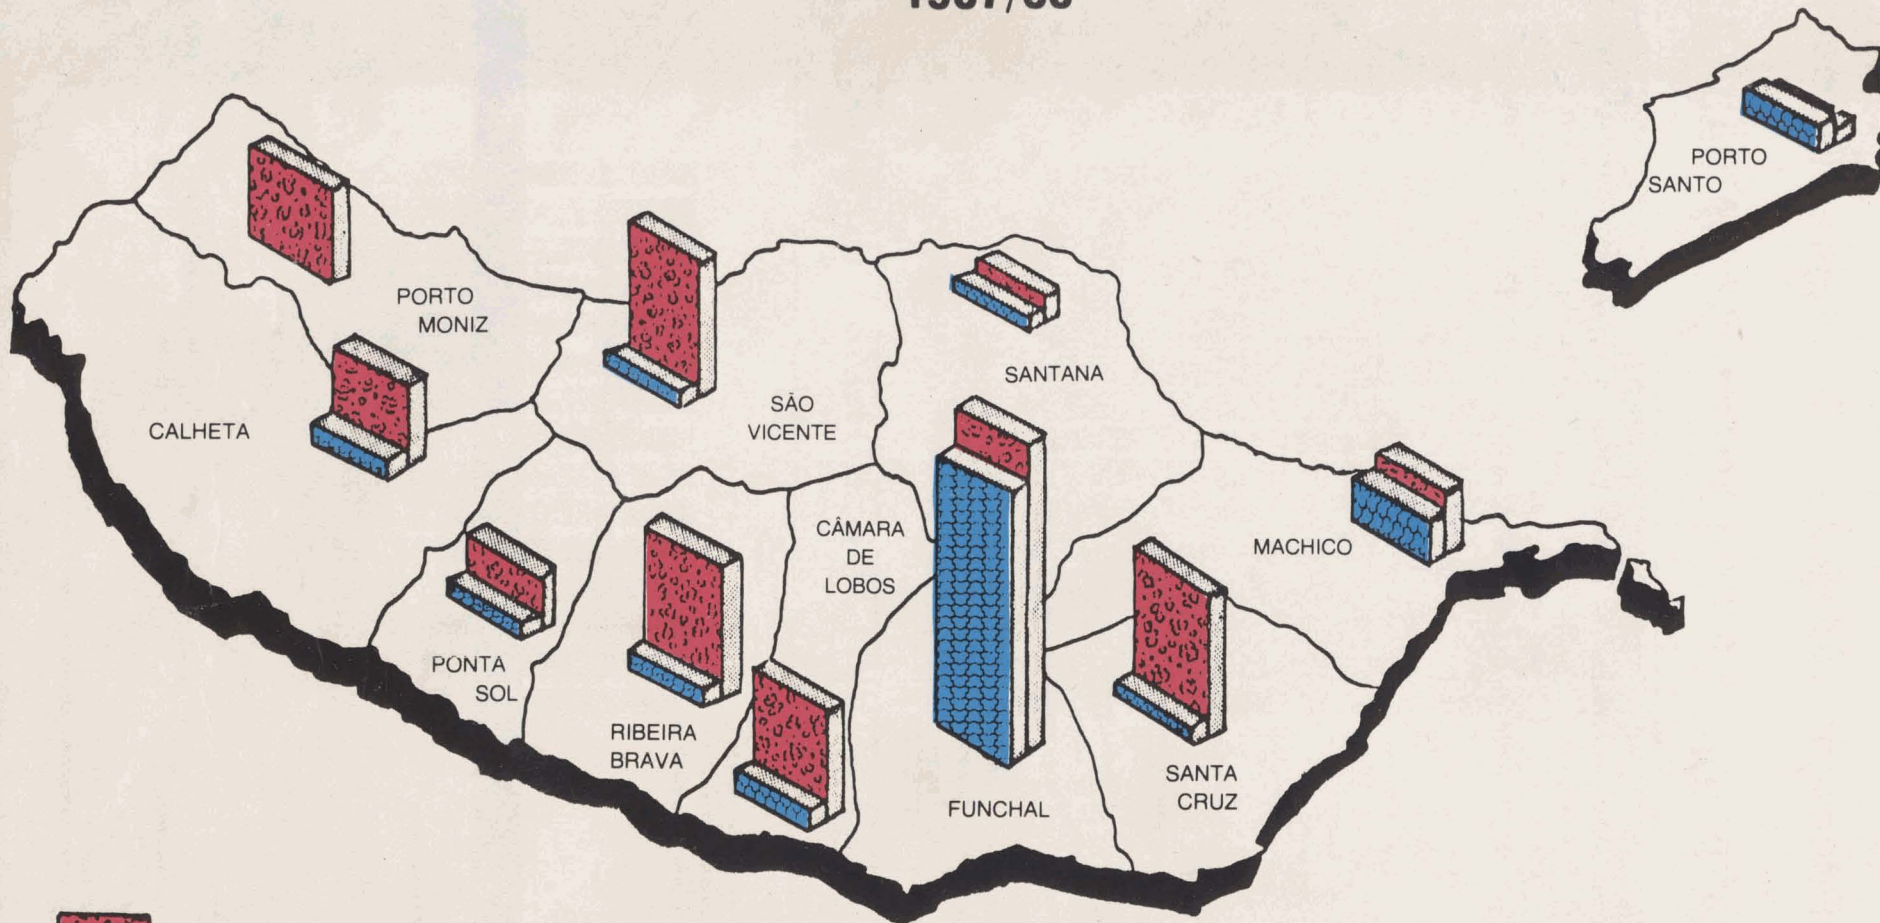 PORTO
SANTO
PORTO
MONIZ
SANTANA
SÃO
VICENTE
CALHETA
CÂMARA
DE
LOBOS
MACHICO
PONTA
SOL
RIBEIRA
BRAVA
SANTA
CRUZ
FUNCHAL